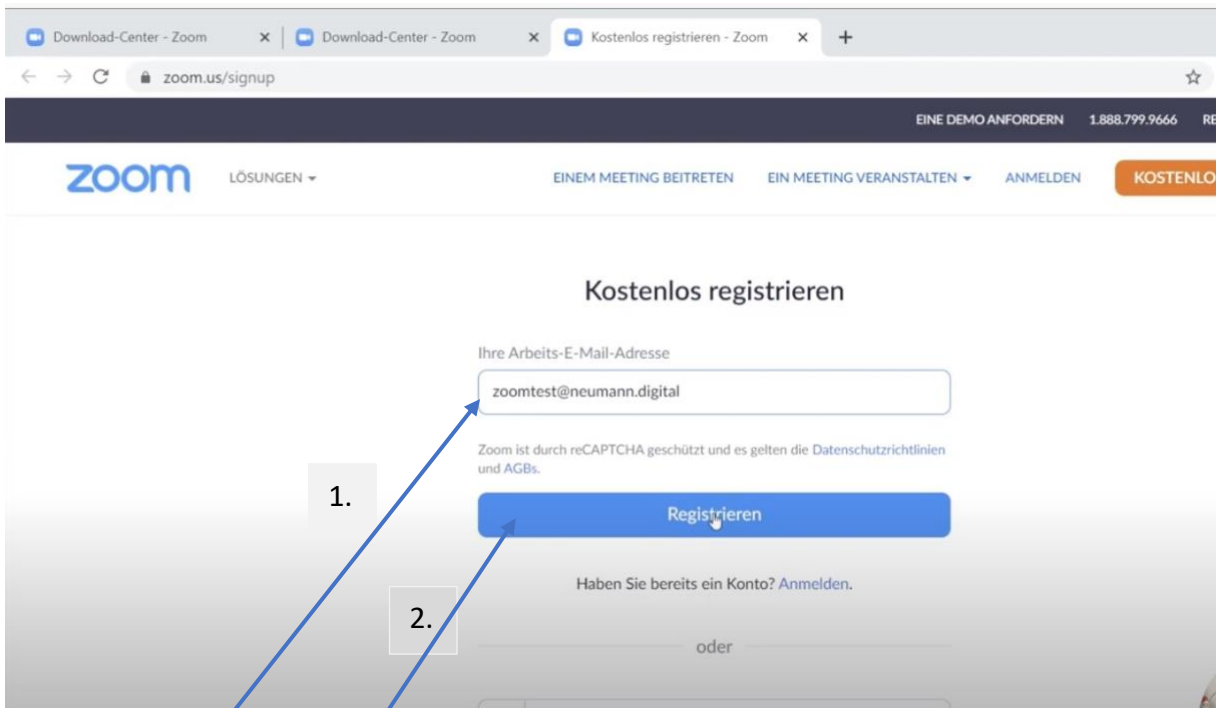 Download-Center - Zoom
Download-Center - Zoom
Kostenlos registrieren - Zoom
zoom.us/signup
EINE DEMO ANFORDERN 1.888.799.9666 RE
zoom LÖSUNGEN EINEM MEETING BEITRETEN EIN MEETING VERANSTALTEN ANMELDEN KOSTENLO
Kostenlos registrieren
Ihre Arbeits-E-Mail-Adresse
zoomtest@neumann.digital
Zoom ist durch reCAPTCHA geschützt und es gelten die Datenschutzrichtlinien
und AGBs.
1.
Registrieren
Haben Sie bereits ein Konto? Anmelden.
2.
oder